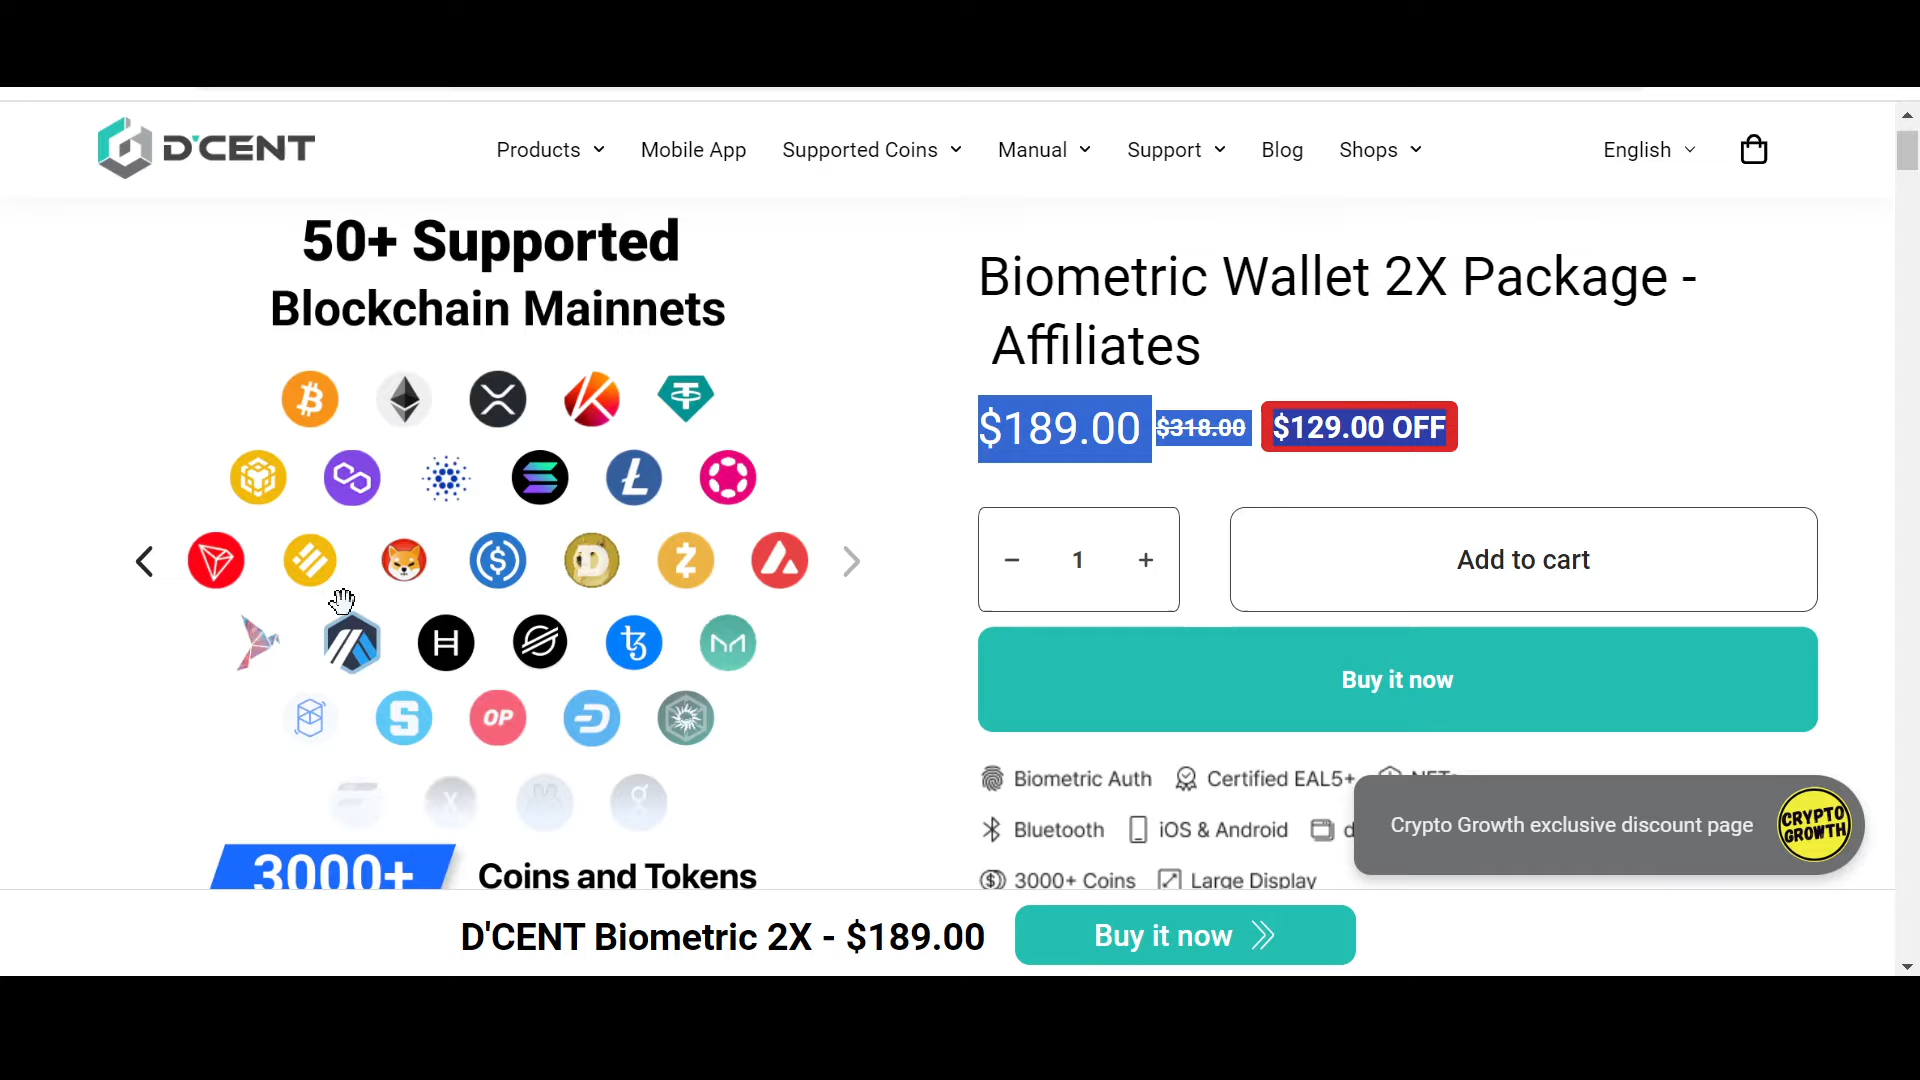 D'CENT
Products
Mobile App
Supported Coins
Manual
Support
Blog
Shops
English
50+ Supported
Blockchain Mainnets
3000+ Coins and Tokens
Biometric Wallet 2X Package -
Affiliates
$189.00 $318.00 $129.00 OFF
− 1 +
Add to cart
Buy it now
Biometric Auth
Certified EAL5+
Bluetooth
iOS & Android
3000+ Coins
Large Display
Crypto Growth exclusive discount page
CRYPTO
GROWTH
OP
D'CENT Biometric 2X - $189.00
Buy it now